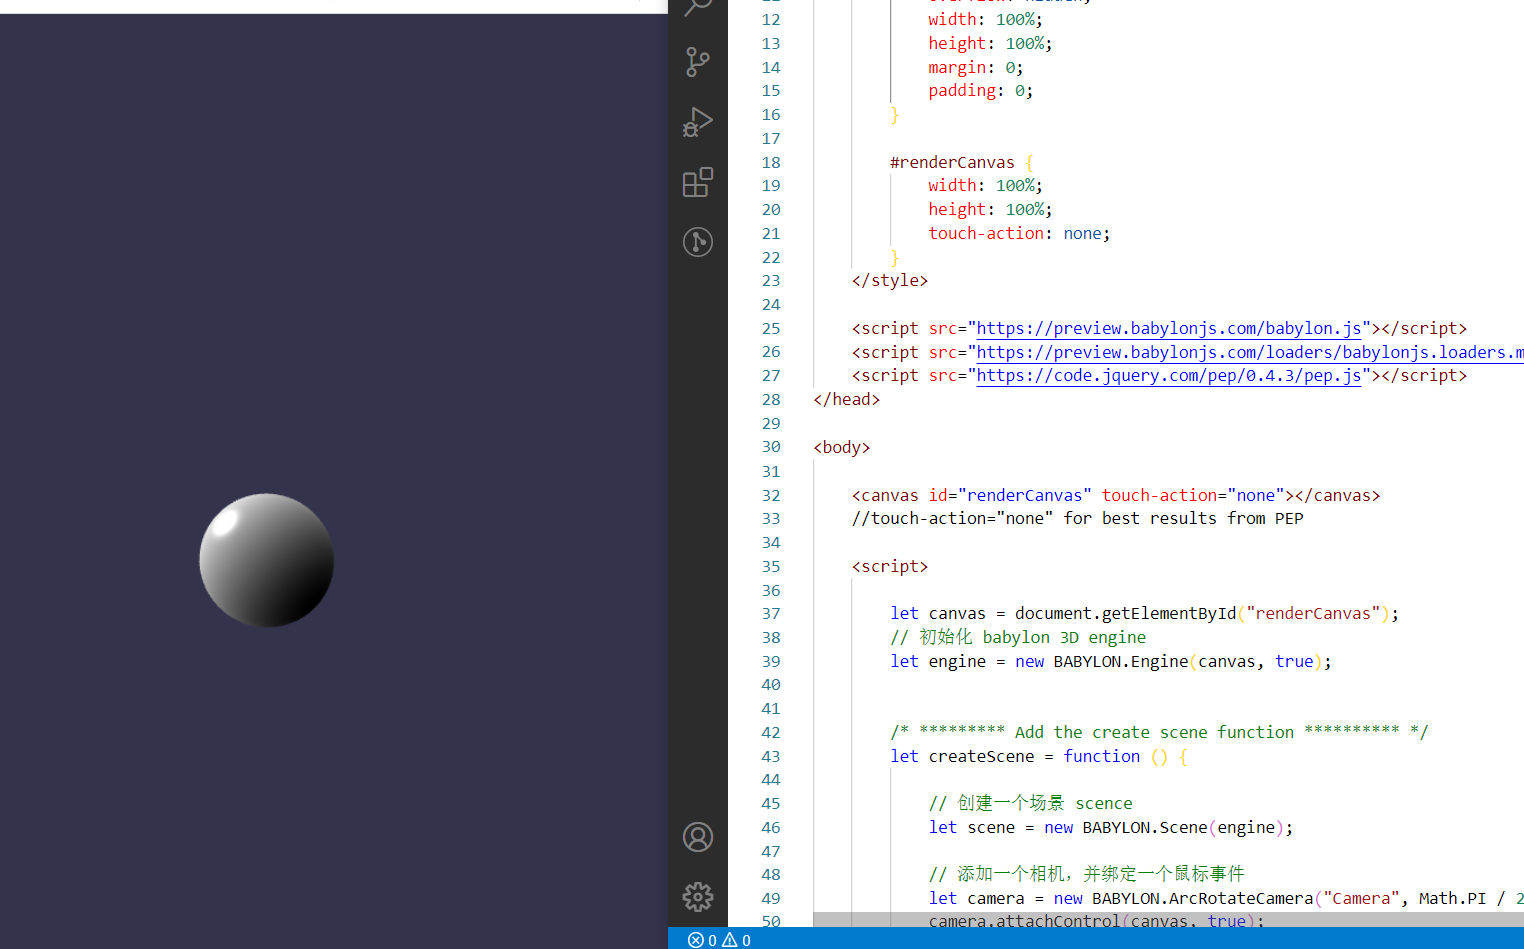 12 width: 100%;
13 height: 100%;
14 margin: 0;
15 padding: 0;
16 }
17
18 #renderCanvas {
19 width: 100%;
20 height: 100%;
21 touch-action: none;
22 }
23 </style>
24
25 <script src="https://preview.babylonjs.com/babylon.js"></script>
26 <script src="https://preview.babylonjs.com/loaders/babylonjs.loaders.m
27 <script src="https://code.jquery.com/pep/0.4.3/pep.js"></script>
28 </head>
29
30 <body>
31
32 <canvas id="renderCanvas" touch-action="none"></canvas>
33 //touch-action="none" for best results from PEP
34
35 <script>
36
37 let canvas = document.getElementById("renderCanvas");
38 // 初始化 babylon 3D engine
39 let engine = new BABYLON.Engine(canvas, true);
40
41
42 /* ********* Add the create scene function ********** */
43 let createScene = function () {
44
45 // 创建一个场景 scence
46 let scene = new BABYLON.Scene(engine);
47
48 // 添加一个相机，并绑定一个鼠标事件
49 let camera = new BABYLON.ArcRotateCamera("Camera", Math.PI / 2
50 camera.attachControl(canvas, true);
0 0